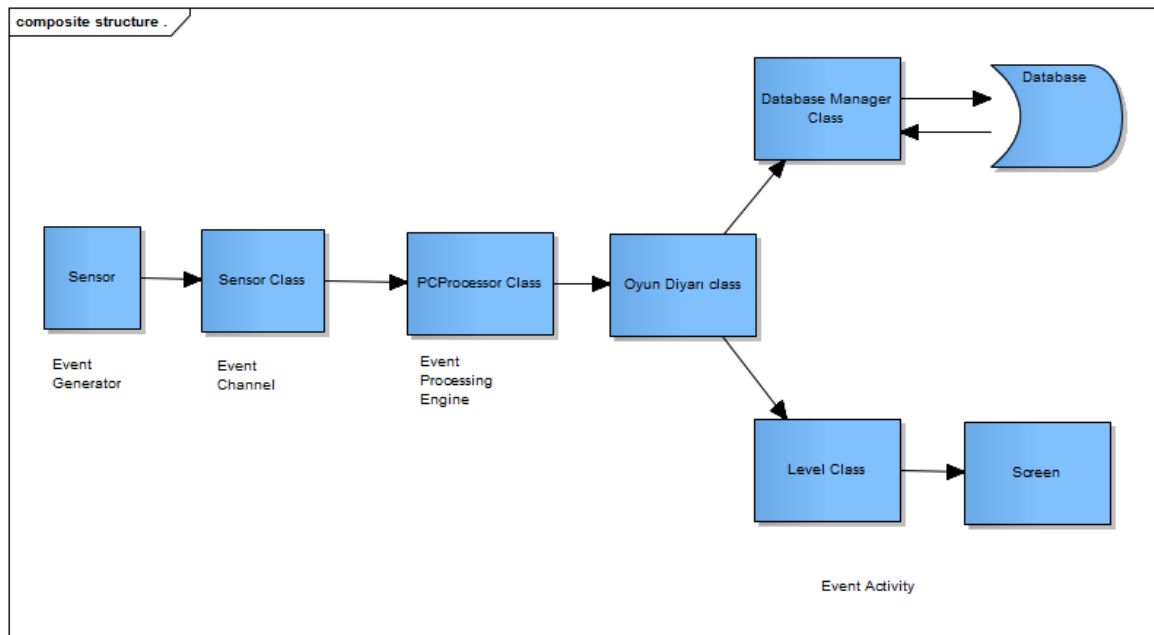 composite structure .
Database Manager
Class
Database
Sensor
Sensor Class
PCProcessor Class
Oyun Diyarı class
Event
Generator
Event
Channel
Event
Processing
Engine
Level Class
Screen
Event Activity